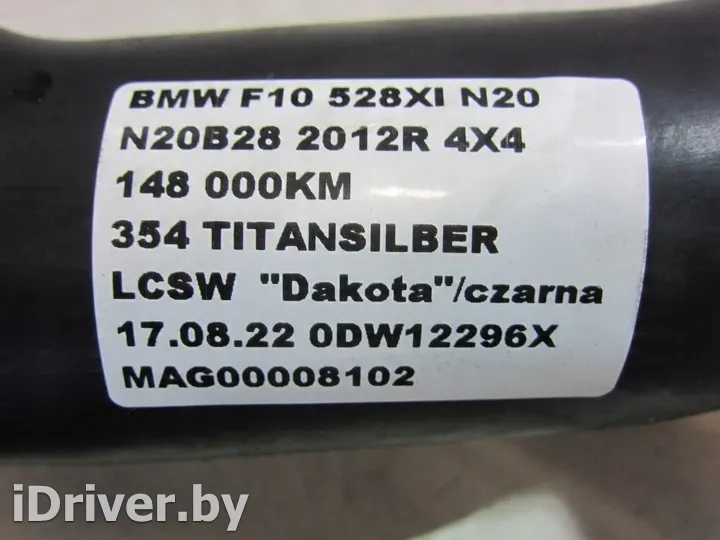 BMW F10 528XI N20
N20B28 2012R 4X4
148 000KM
354 TITANSILBER
LCSW "Dakota"/czarna
17.08.22 0DW12296X
MAG00008102
iDriver.by